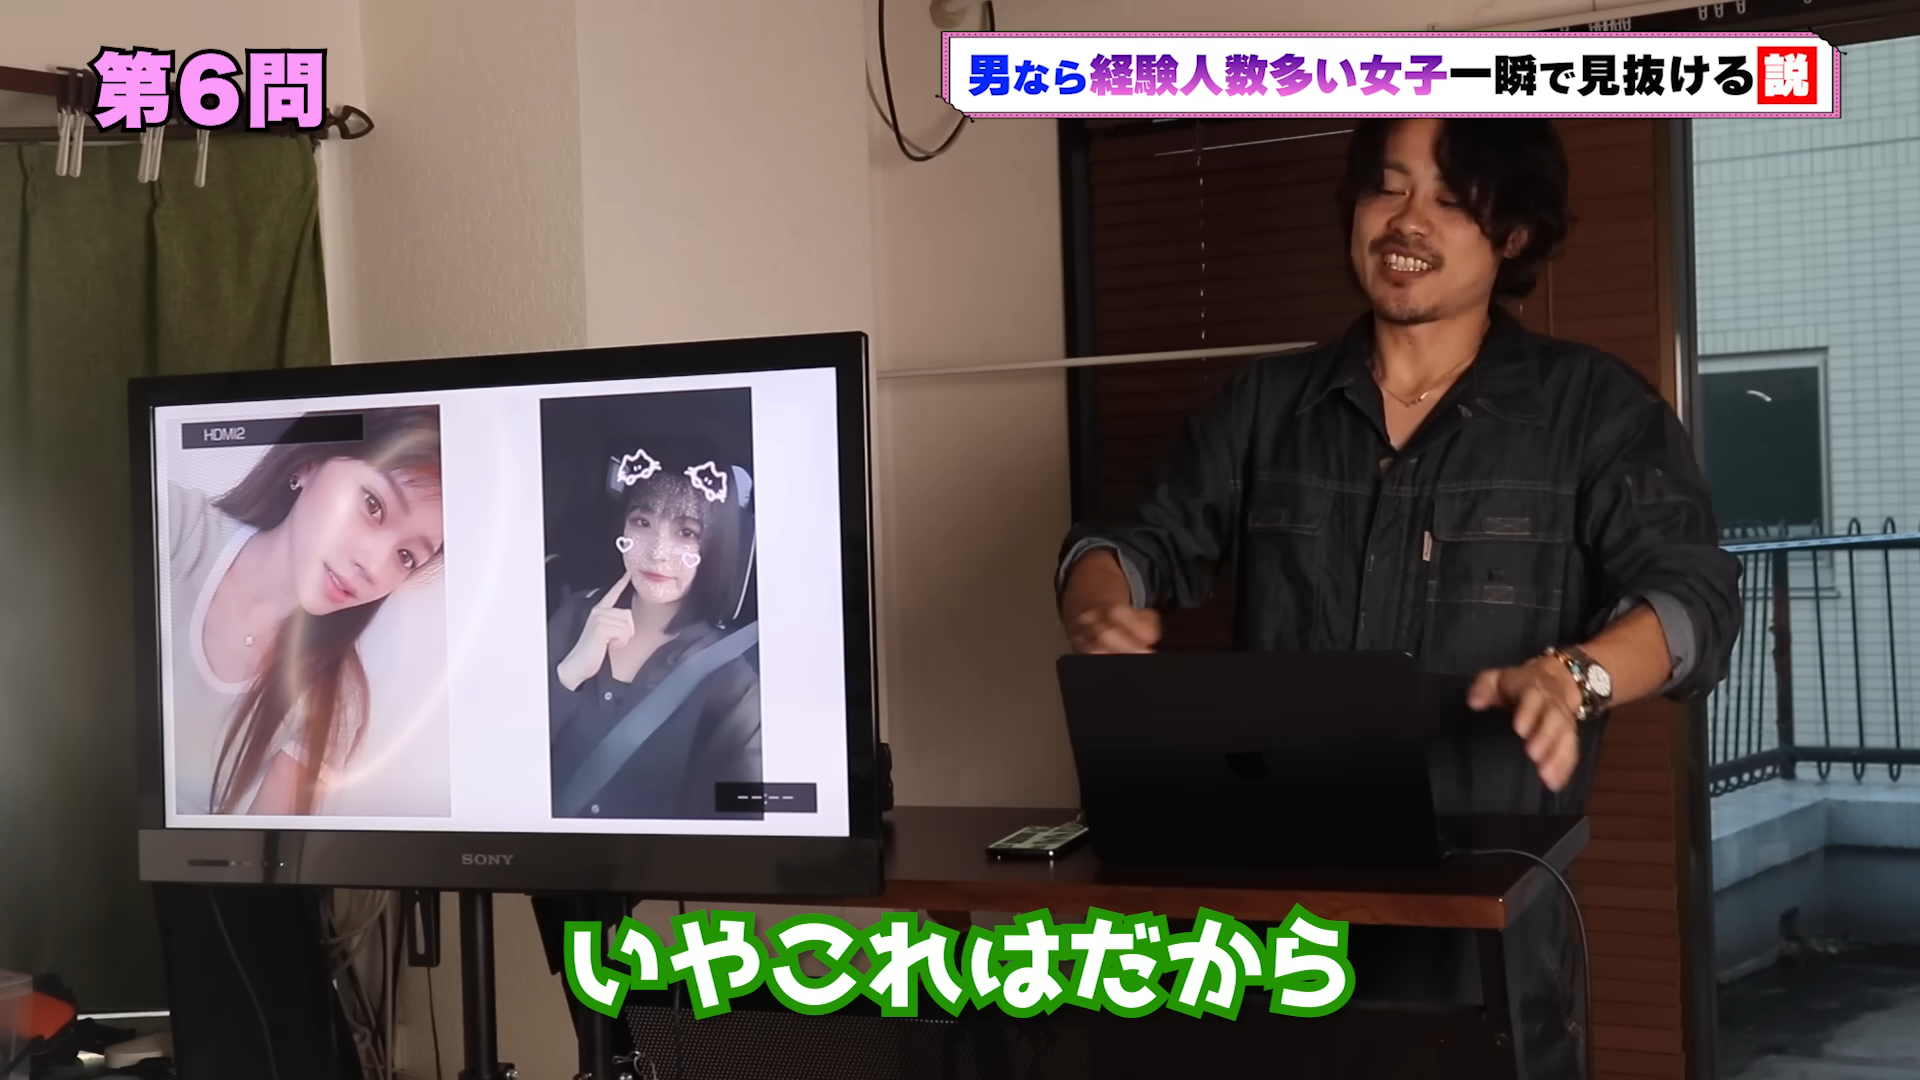 第6問
男なら経験人数多い女子一瞬で見抜ける説
HDMI2
--:--
SONY
いやこれはだから